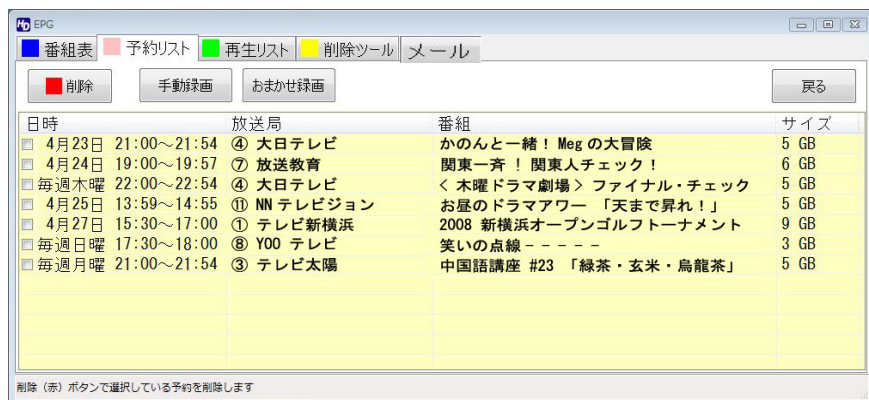 HD EPG
番組表 予約リスト 再生リスト 削除ツール メール
削除 手動録画 おまかせ録画 戻る
日時 放送局 番組 サイズ
4月23日 21:00～21:54 ④ 大日テレビ かのんと一緒！ Meg の大冒険 5 GB
4月24日 19:00～19:57 ⑦ 放送教育 関東一斉 ！ 関東人チェック！ 6 GB
毎週木曜 22:00～22:54 ④ 大日テレビ < 木曜ドラマ劇場 > ファイナル・チェック 5 GB
4月25日 13:59～14:55 ⑪ NN テレビジョン お昼のドラマアワー 「天まで昇れ！」 5 GB
4月27日 15:30～17:00 ① テレビ新横浜 2008 新横浜オープンゴルフトーナメント 9 GB
毎週日曜 17:30～18:00 ⑧ YOO テレビ 笑いの点線 － － － － － 3 GB
毎週月曜 21:00～21:54 ③ テレビ太陽 中国語講座 #23 「緑茶・玄米・烏龍茶」 5 GB
削除（赤）ボタンで選択している予約を削除します